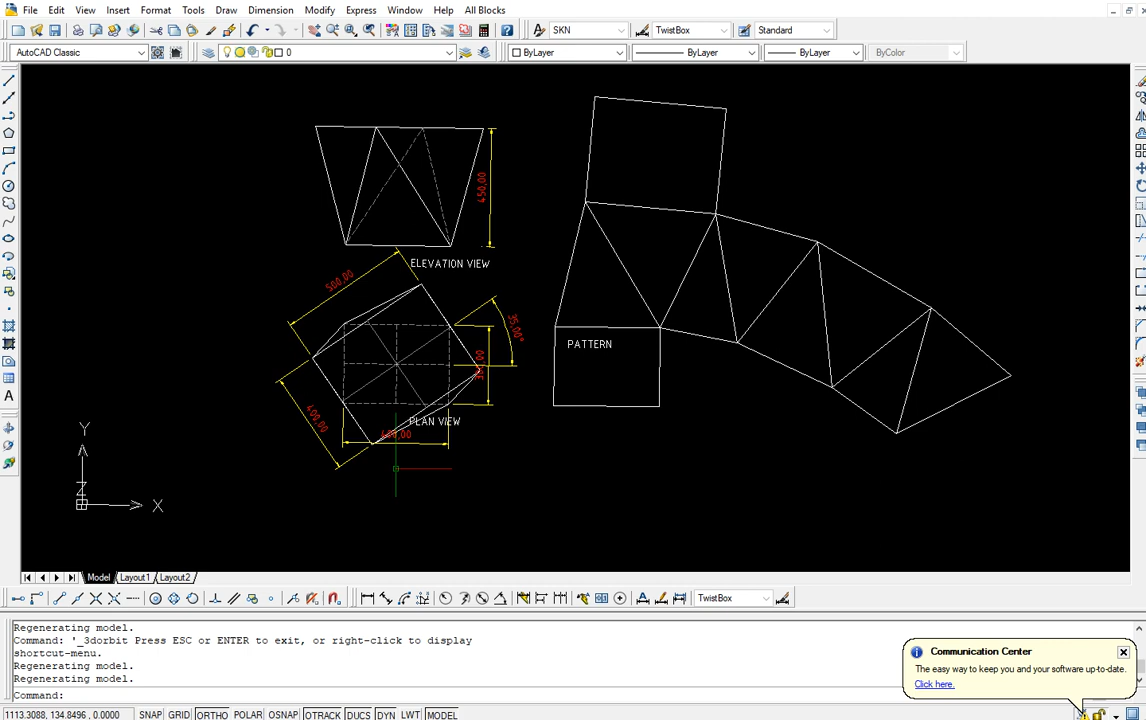 File Edit View Insert Format Tools Draw Dimension Modify Express Window Help All Blocks
SKN TwistBox Standard
AutoCAD Classic 0 ByLayer ByLayer ByLayer ByColor
450,00
ELEVATION VIEW
500,00
35,00°
PATTERN
400,00
PLAN VIEW
Y
Z
X
Model Layout1 Layout2
TwistBox
Regenerating model.
Command: '_3dorbit Press ESC or ENTER to exit, or right-click to display
shortcut-menu.
Regenerating model.
Regenerating model.
Command:
Communication Center
The easy way to keep you and your software up-to-date.
Click here.
1113.3088, 134.8496, 0.0000 SNAP GRID ORTHO POLAR OSNAP OTRACK DUCS DYN LWT MODEL